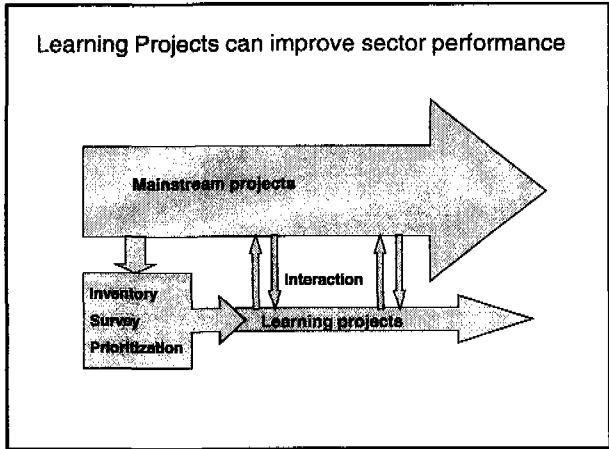 Learning Projects can improve sector performance
Mainstream projects
Interaction
Inventory
Survey
Prioritization
Learning projects